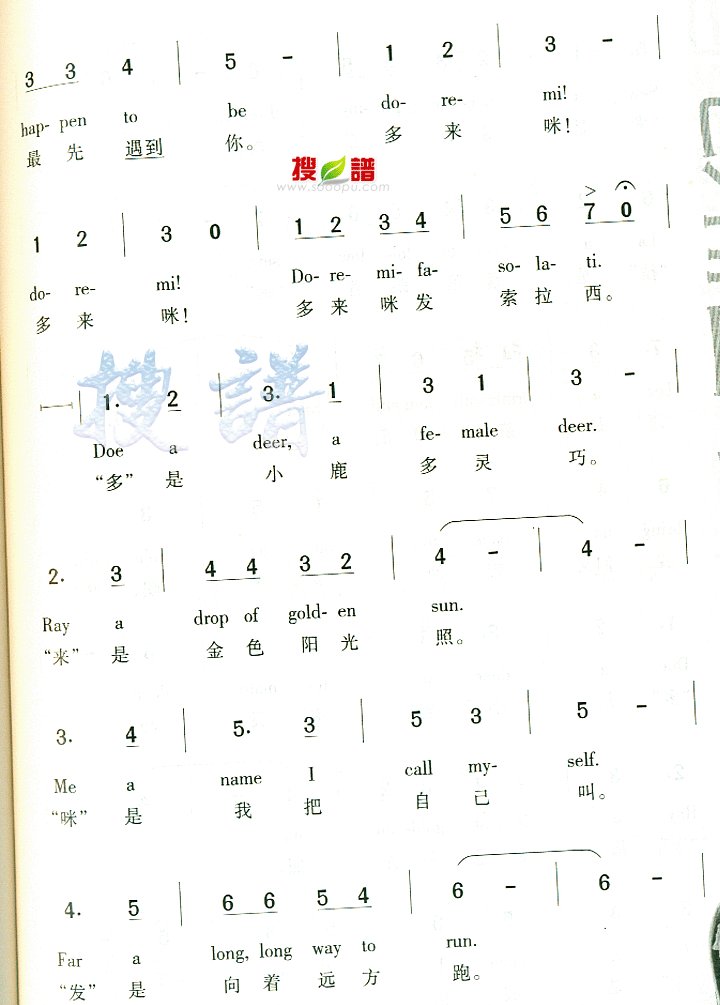 3 3 4 | 5 - | 1 2 | 3 -
hap- pen to be do- re- mi!
最 先 遇到 你。 多 来 咪!
搜 谱
www.sooopu.com
1 2 | 3 0 | 1 2 3 4 | 5 6 7 0
do- re- mi! Do- re- mi- fa- so- la- ti.
多 来 咪! 多 来 咪 发 索 拉 西。
搜 谱
1. 2 | 3. 1 | 3 1 | 3 -
Doe a deer, a fe- male deer.
“多” 是 小 鹿 多 灵 巧。
2. 3 | 4 4 3 2 | 4 - | 4 -
Ray a drop of gold- en sun.
“来” 是 金 色 阳 光 照。
3. 4 | 5. 3 | 5 3 | 5 -
Me a name I call my- self.
“咪” 是 我 把 自 己 叫。
4. 5 | 6 6 5 4 | 6 - | 6 -
Far a long, long way to run.
“发” 是 向 着 远 方 跑。